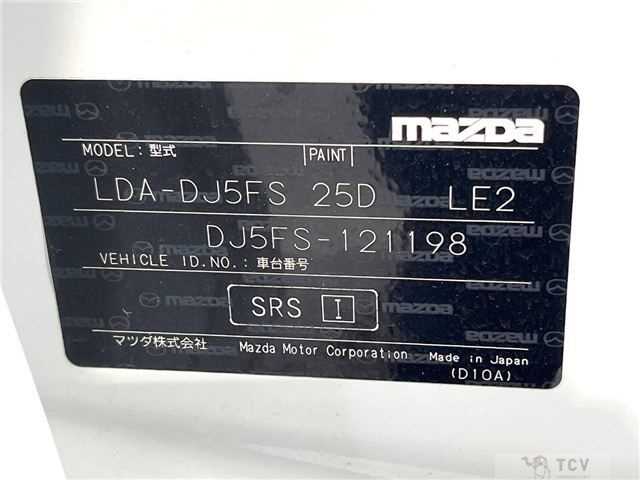 mazda
MODEL: 型式 |PAINT|
LDA-DJ5FS 25D LE2
DJ5FS-121198
VEHICLE ID.NO.: 車台番号
SRS I
マツダ株式会社 Mazda Motor Corporation Made in Japan
(D10A)
TCV